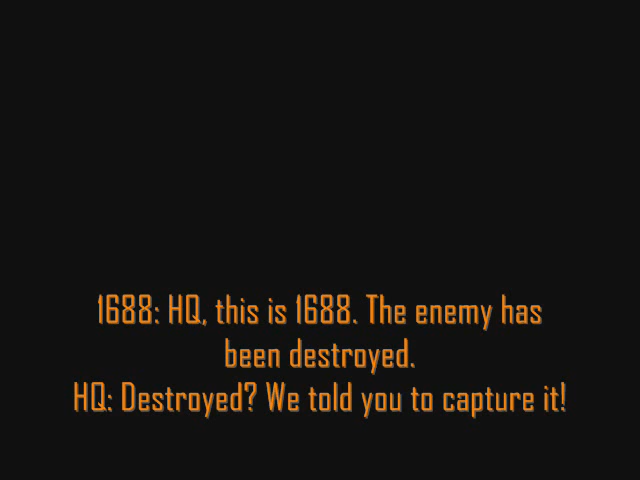 1688: HQ, this is 1688. The enemy has
been destroyed.
HQ: Destroyed? We told you to capture it!